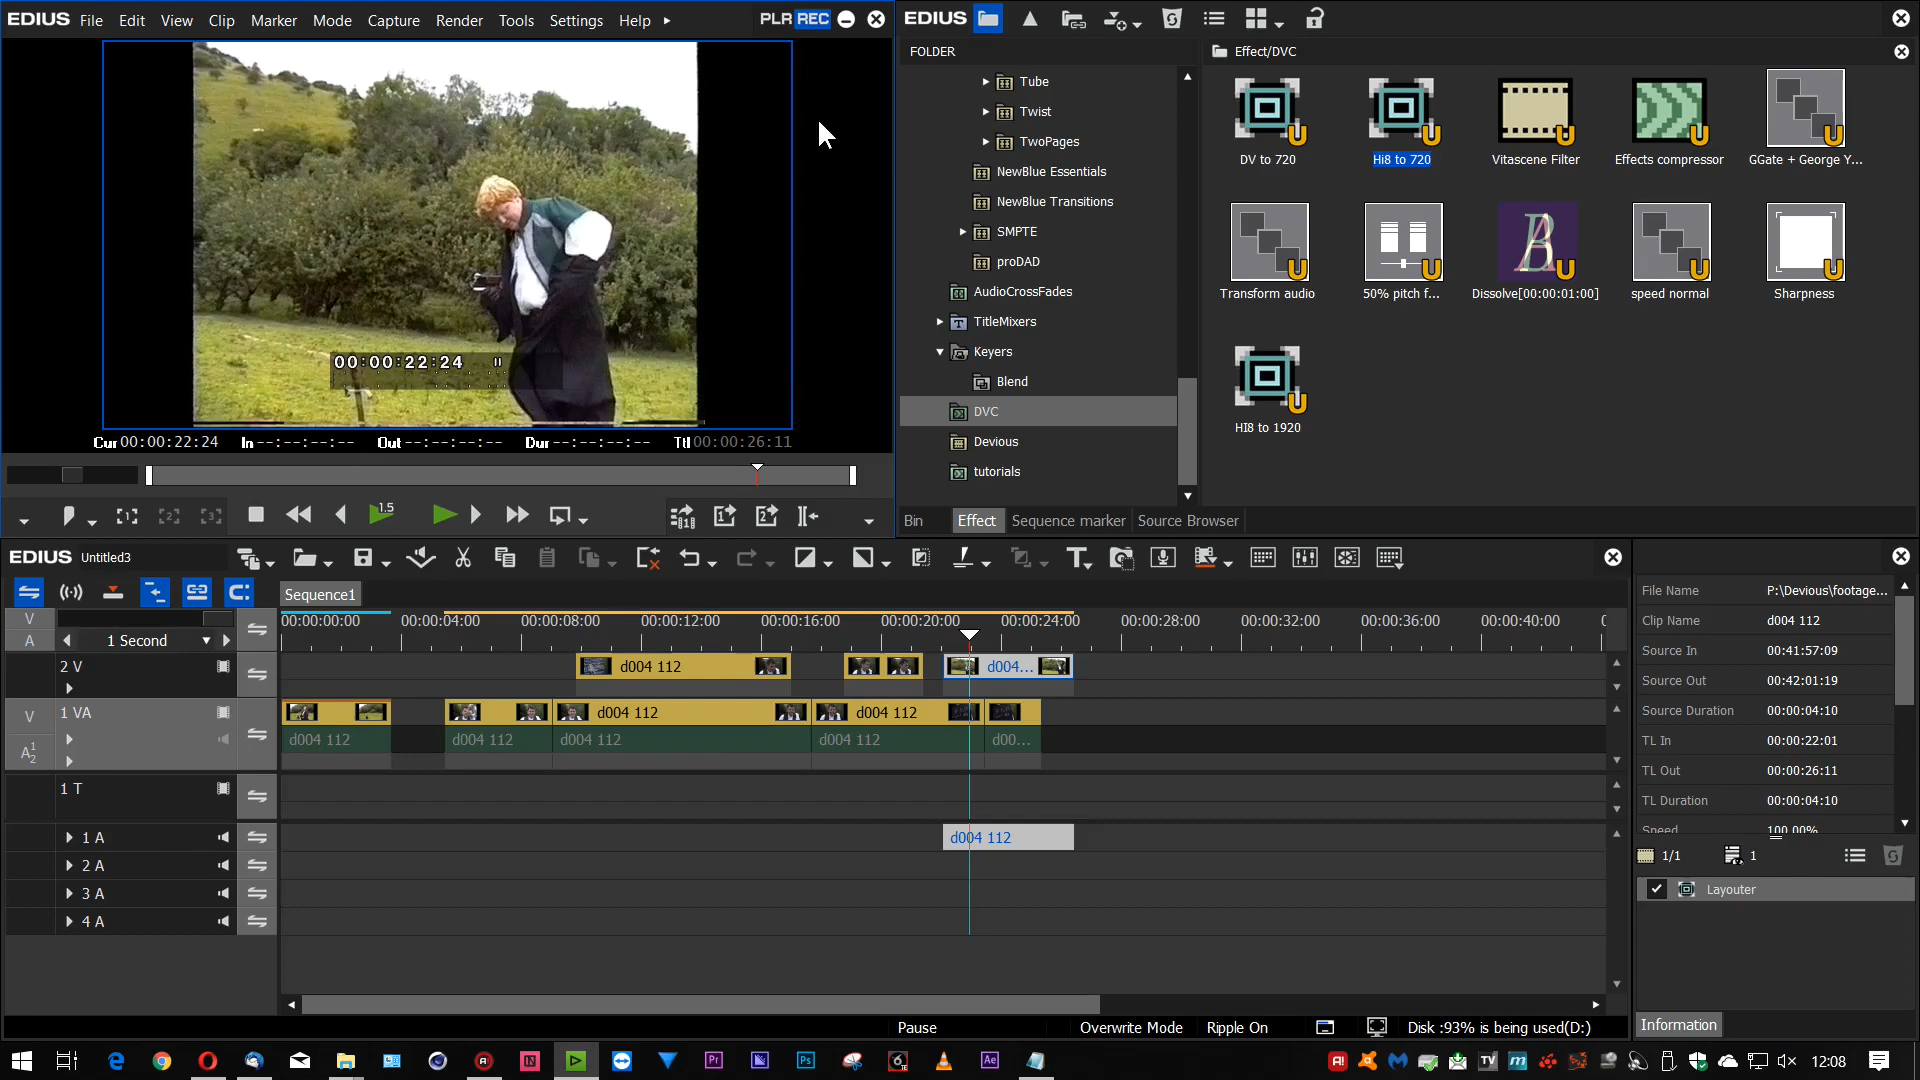 EDIUS File Edit View Clip Marker Mode Capture Render Tools Settings Help PLR REC
00:00:22:24
Cur 00:00:22:24 In --:--:--:-- Out --:--:--:-- Dur --:--:--:-- Ttl 00:00:26:11
1.5
EDIUS
FOLDER
Tube
Twist
TwoPages
NewBlue Essentials
NewBlue Transitions
SMPTE
proDAD
AudioCrossFades
TitleMixers
Keyers
Blend
DVC
Devious
tutorials
Effect/DVC
DV to 720
Hi8 to 720
Vitascene Filter
Effects compressor
GGate + George Y...
Transform audio
50% pitch f...
Dissolve[00:00:01:00]
speed normal
Sharpness
HI8 to 1920
Bin Effect Sequence marker Source Browser
EDIUS Untitled3
Sequence1
V
A
1 Second
00:00:00:00 00:00:04:00 00:00:08:00 00:00:12:00 00:00:16:00 00:00:20:00 00:00:24:00 00:00:28:00 00:00:32:00 00:00:36:00 00:00:40:00
2 V d004 112 d004...
V 1 VA d004 112 d004 112
A12 d004 112 d004 112 d004 112 d004 112 d00...
1 T
1 A d004 112
2 A
3 A
4 A
File Name P:\Devious\footage...
Clip Name d004 112
Source In 00:41:57:09
Source Out 00:42:01:19
Source Duration 00:00:04:10
TL In 00:00:22:01
TL Out 00:00:26:11
TL Duration 00:00:04:10
Speed 100.00%
1/1 1
Layouter
Information
Pause Overwrite Mode Ripple On Disk :93% is being used(D:)
12:08